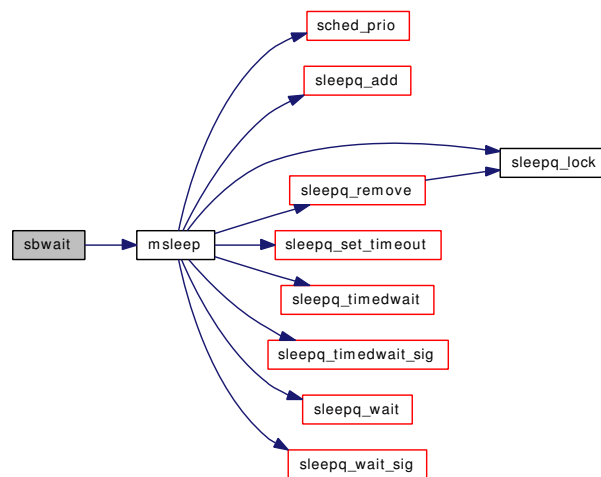 sched_prio
sleepq_add
sleepq_lock
sleepq_remove
sbwait
msleep
sleepq_set_timeout
sleepq_timedwait
sleepq_timedwait_sig
sleepq_wait
sleepq_wait_sig